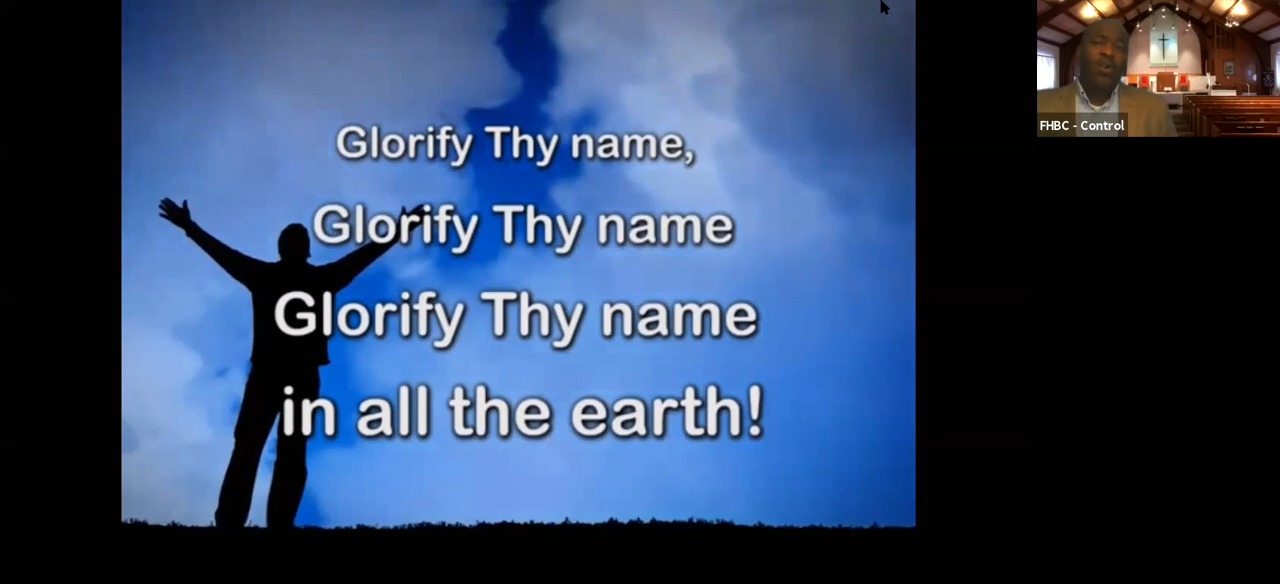 Glorify Thy name,
Glorify Thy name
Glorify Thy name
in all the earth!
FHBC - Control